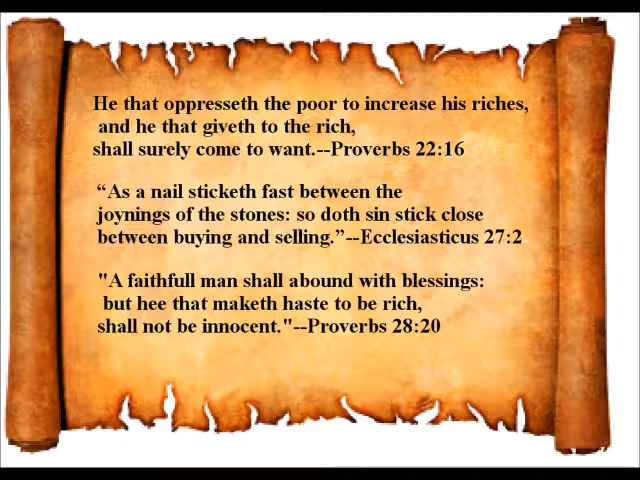 He that oppresseth the poor to increase his riches,
and he that giveth to the rich,
shall surely come to want.--Proverbs 22:16
“As a nail sticketh fast between the
joynings of the stones: so doth sin stick close
between buying and selling.”--Ecclesiasticus 27:2
"A faithfull man shall abound with blessings:
but hee that maketh haste to be rich,
shall not be innocent."--Proverbs 28:20